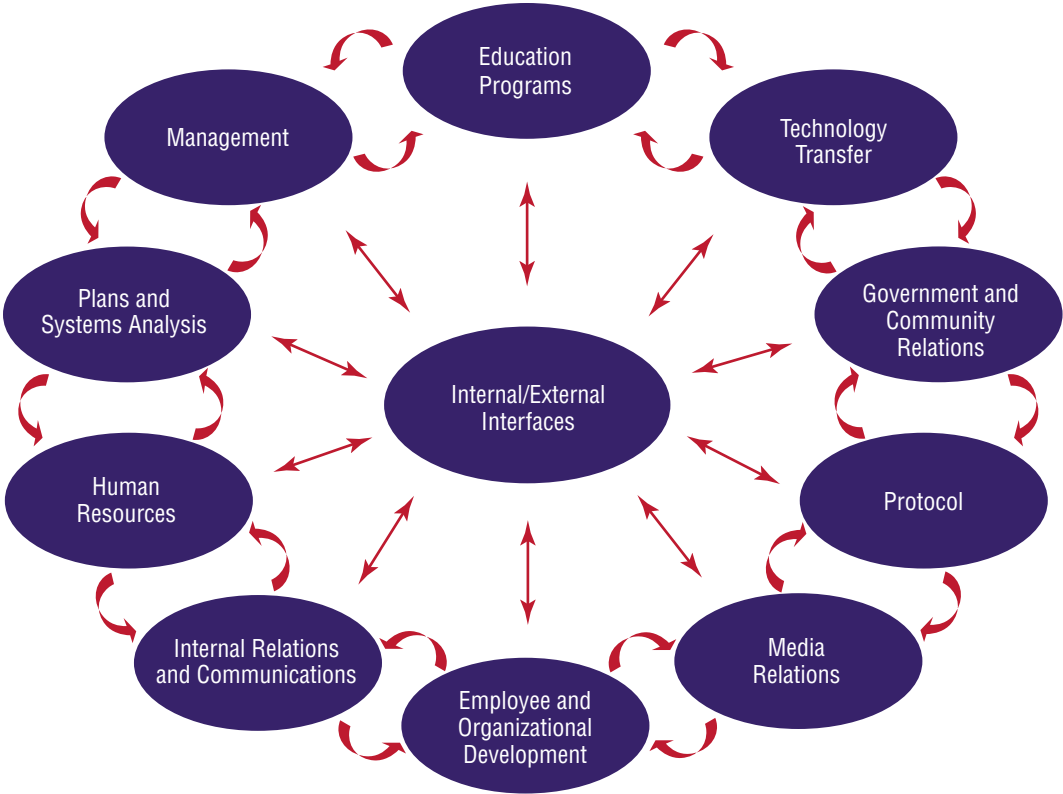 Education
Programs
Technology
Transfer
Government and
Community
Relations
Protocol
Media
Relations
Employee and
Organizational
Development
Internal Relations
and Communications
Human
Resources
Plans and
Systems Analysis
Management
Internal/External
Interfaces